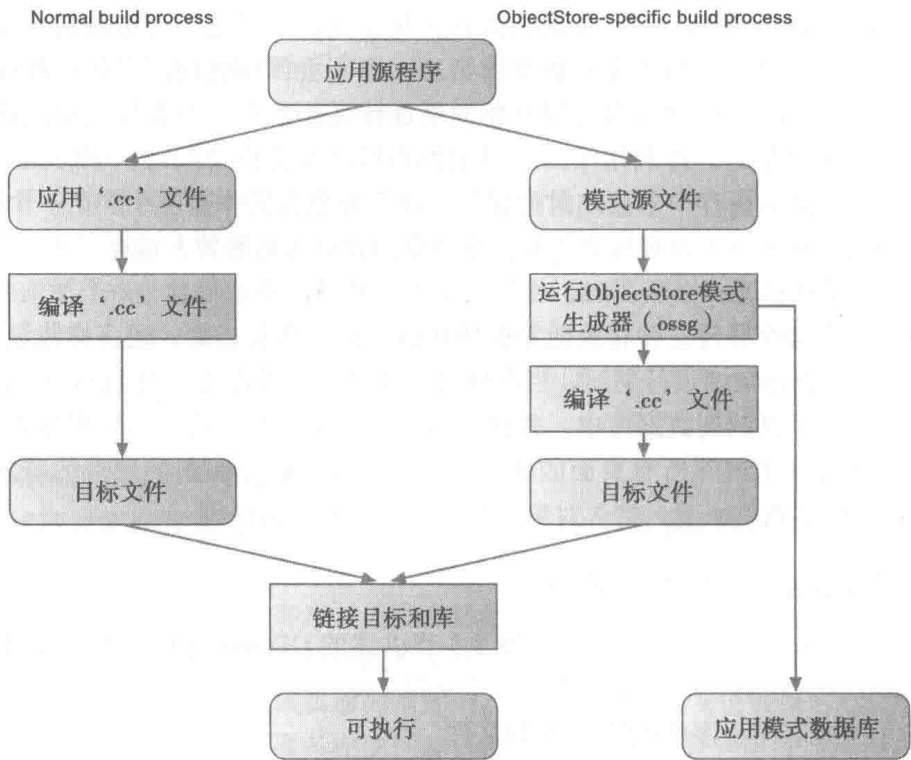 Normal build process
ObjectStore-specific build process
应用源程序
应用‘.cc’文件
模式源文件
编译‘.cc’文件
运行ObjectStore模式
生成器（ossg）
编译‘.cc’文件
目标文件
目标文件
链接目标和库
可执行
应用模式数据库